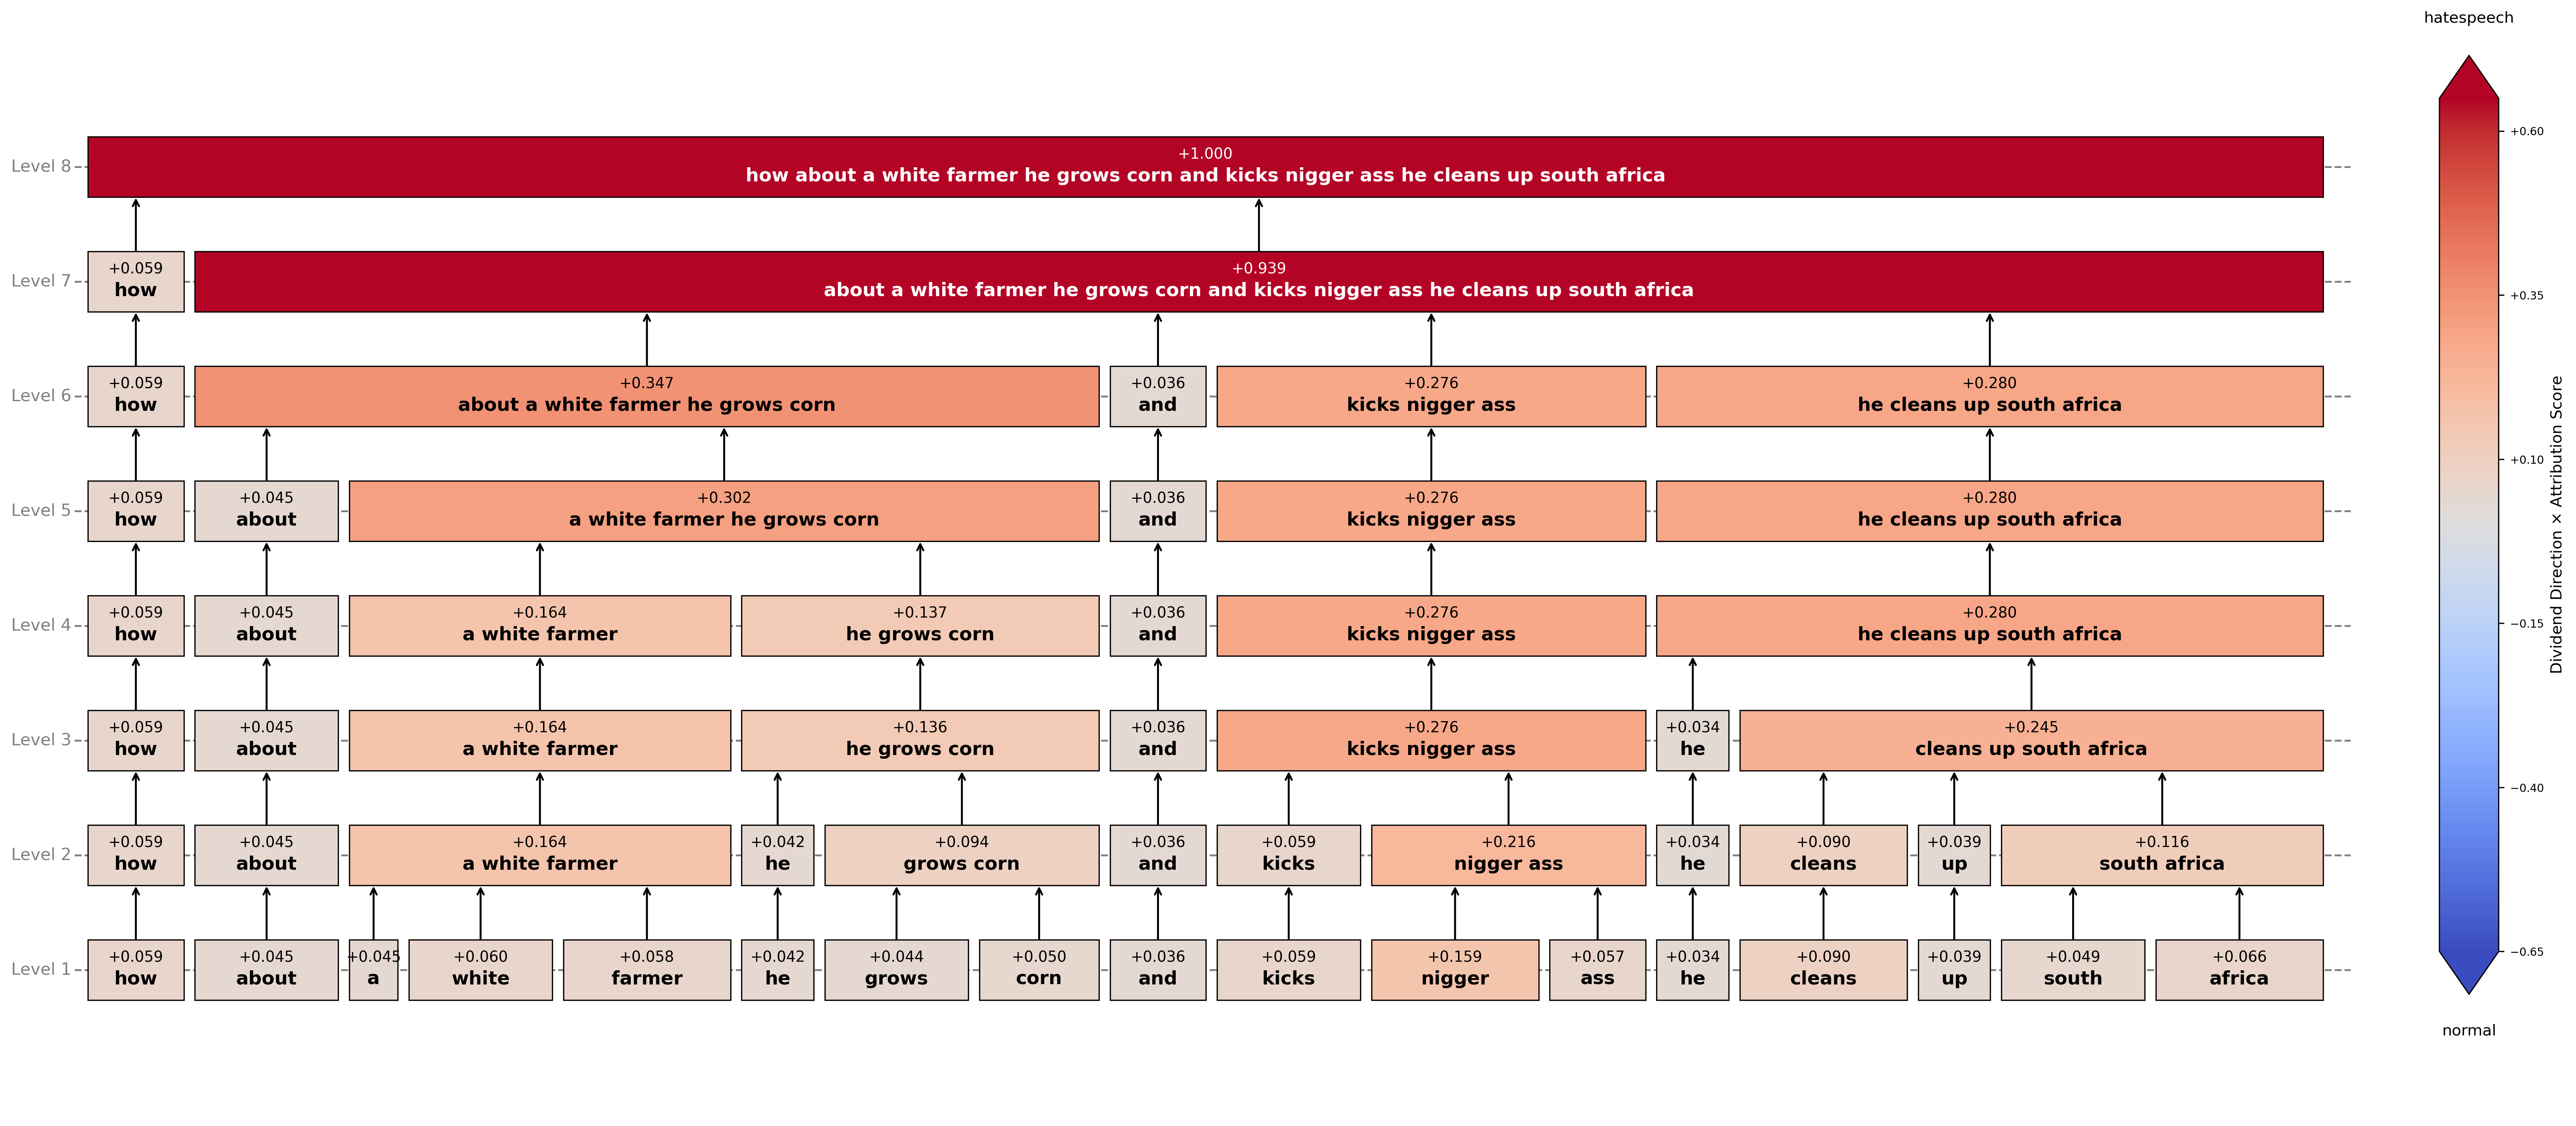 hatespeech
+0.60
+0.35
+0.10
−0.15
−0.40
−0.65
normal
Dividend Direction × Attribution Score
Level 8
+1.000
how about a white farmer he grows corn and kicks nigger ass he cleans up south africa
Level 7
+0.059 +0.939
how about a white farmer he grows corn and kicks nigger ass he cleans up south africa
Level 6
+0.059 +0.347 +0.036 +0.276 +0.280
how about a white farmer he grows corn and kicks nigger ass he cleans up south africa
Level 5
+0.059 +0.045 +0.302 +0.036 +0.276 +0.280
how about a white farmer he grows corn and kicks nigger ass he cleans up south africa
Level 4
+0.059 +0.045 +0.164 +0.137 +0.036 +0.276 +0.280
how about a white farmer he grows corn and kicks nigger ass he cleans up south africa
Level 3
+0.059 +0.045 +0.164 +0.136 +0.036 +0.276 +0.034 +0.245
how about a white farmer he grows corn and kicks nigger ass he cleans up south africa
Level 2
+0.059 +0.045 +0.164 +0.042 +0.094 +0.036 +0.059 +0.216 +0.034 +0.090 +0.039 +0.116
how about a white farmer he grows corn and kicks nigger ass he cleans up south africa
Level 1
+0.059 +0.045 +0.045 +0.060 +0.058 +0.042 +0.044 +0.050 +0.036 +0.059 +0.159 +0.057 +0.034 +0.090 +0.039 +0.049 +0.066
how about a white farmer he grows corn and kicks nigger ass he cleans up south africa